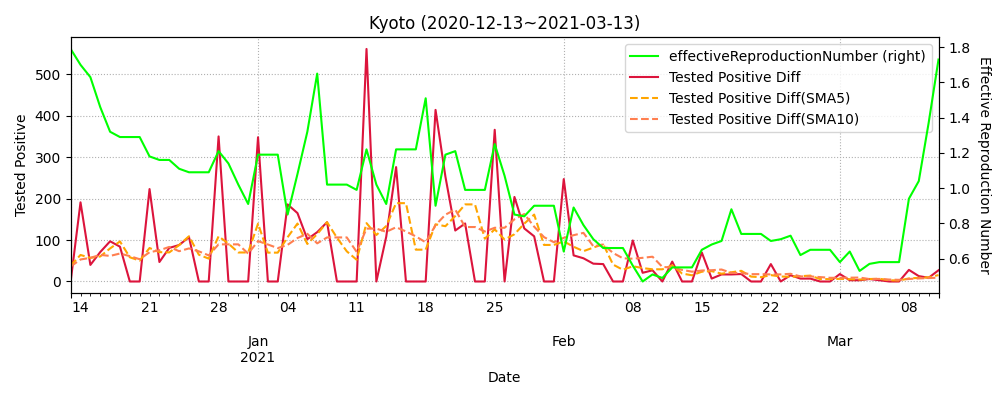 Kyoto (2020-12-13~2021-03-13)
effectiveReproductionNumber (right)
Tested Positive Diff
Tested Positive Diff(SMA5)
Tested Positive Diff(SMA10)
Tested Positive
500
400
300
200
100
0
1.8
1.6
1.4
1.2
1.0
0.8
0.6
Effective Reproduction Number
14 21 28 04 11 18 25 08 15 22 08
Jan Feb Mar
2021
Date